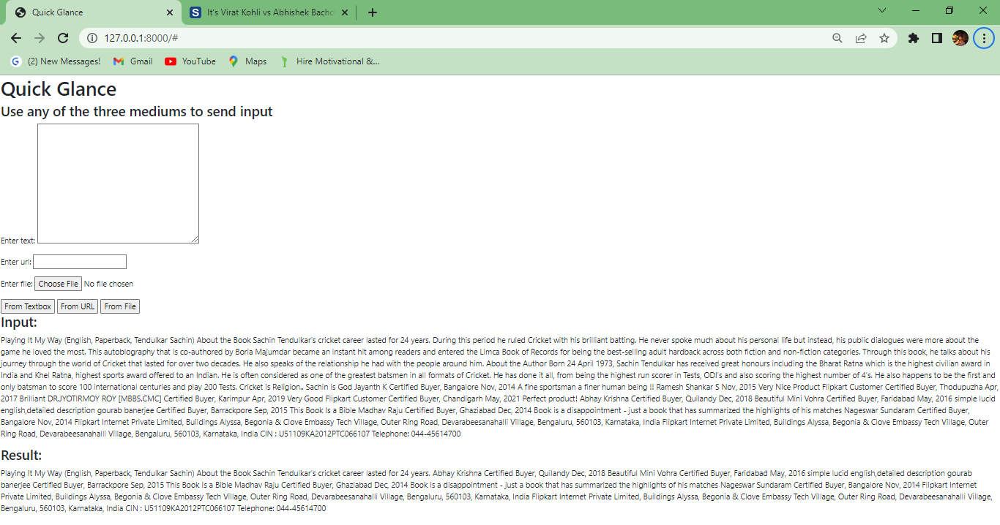 Quick Glance
It's Virat Kohli vs Abhishek Bachc
127.0.0.1:8000/#
(2) New Messages! Gmail YouTube Maps Hire Motivational &...
Quick Glance
Use any of the three mediums to send input
Enter text:
Enter url:
Enter file: Choose File No file chosen
From Textbox From URL From File
Input:
Playing It My Way (English, Paperback, Tendulkar Sachin) About the Book Sachin Tendulkar's cricket career lasted for 24 years. During this period he ruled Cricket with his brilliant batting. He never spoke much about his personal life but instead, his public dialogues were more about the
game he loved the most. This autobiography that is co-authored by Boria Majumdar became an instant hit among readers and entered the Limca Book of Records for being the best-selling adult hardback across both fiction and non-fiction categories. Through this book, he talks about his
journey through the world of Cricket that lasted for over two decades. He also speaks of the relationship he had with the people around him. About the Author Born 24 April 1973, Sachin Tendulkar has received great honours including the Bharat Ratna which is the highest civilian award in
India and Khel Ratna, highest sports award offered to an Indian. He is often considered as one of the greatest batsmen in all formats of Cricket. He has done it all, from being the highest run scorer in Tests, ODI's and also scoring the highest number of 4's. He also happens to be the first and
only batsman to score 100 international centuries and play 200 Tests. Cricket is Religion.. Sachin is God Jayanth K Certified Buyer, Bangalore Nov, 2014 A fine sportsman a finer human being !! Ramesh Shankar S Nov, 2015 Very Nice Product Flipkart Customer Certified Buyer, Thodupuzha Apr,
2017 Brilliant DR.JYOTIRMOY ROY [MBBS.CMC] Certified Buyer, Karimpur Apr, 2019 Very Good Flipkart Customer Certified Buyer, Chandigarh May, 2021 Perfect product! Abhay Krishna Certified Buyer, Quilandy Dec, 2018 Beautiful Mini Vohra Certified Buyer, Faridabad May, 2016 simple lucid
english,detailed description gourab banerjee Certified Buyer, Barrackpore Sep, 2015 This Book Is a Bible Madhav Raju Certified Buyer, Ghaziabad Dec, 2014 Book is a disappointment - just a book that has summarized the highlights of his matches Nageswar Sundaram Certified Buyer,
Bangalore Nov, 2014 Flipkart Internet Private Limited, Buildings Alyssa, Begonia & Clove Embassy Tech Village, Outer Ring Road, Devarabeesanahalli Village, Bengaluru, 560103, Karnataka, India Flipkart Internet Private Limited, Buildings Alyssa, Begonia & Clove Embassy Tech Village, Outer
Ring Road, Devarabeesanahalli Village, Bengaluru, 560103, Karnataka, India CIN : U51109KA2012PTC066107 Telephone: 044-45614700
Result:
Playing It My Way (English, Paperback, Tendulkar Sachin) About the Book Sachin Tendulkar's cricket career lasted for 24 years. Abhay Krishna Certified Buyer, Quilandy Dec, 2018 Beautiful Mini Vohra Certified Buyer, Faridabad May, 2016 simple lucid english,detailed description gourab
banerjee Certified Buyer, Barrackpore Sep, 2015 This Book Is a Bible Madhav Raju Certified Buyer, Ghaziabad Dec, 2014 Book is a disappointment - just a book that has summarized the highlights of his matches Nageswar Sundaram Certified Buyer, Bangalore Nov, 2014 Flipkart Internet
Private Limited, Buildings Alyssa, Begonia & Clove Embassy Tech Village, Outer Ring Road, Devarabeesanahalli Village, Bengaluru, 560103, Karnataka, India Flipkart Internet Private Limited, Buildings Alyssa, Begonia & Clove Embassy Tech Village, Outer Ring Road, Devarabeesanahalli Village,
Bengaluru, 560103, Karnataka, India CIN : U51109KA2012PTC066107 Telephone: 044-45614700